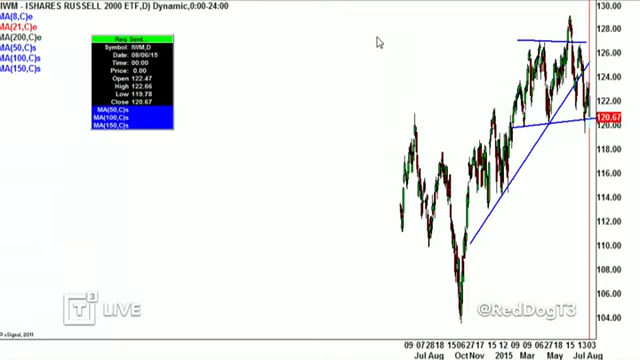 IWM - ISHARES RUSSELL 2000 ETF,D) Dynamic,0:00-24:00
MA(8,C)e
MA(21,C)e
MA(200,C)e
MA(50,C)s
MA(100,C)s
MA(150,C)s
Req Sent...
Symbol: IWM,D
Date: 08/06/15
Time: 00:00
Price: 0.00
Open 122.47
High 122.66
Low 119.78
Close 120.67
MA(50,C)s
MA(100,C)s
MA(150,C)s
130.00
128.00
126.00
124.00
122.00
120.67
120.00
118.00
116.00
114.00
112.00
110.00
108.00
106.00
104.00
T3 LIVE
@RedDogT3
c eSignal, 2011
09 07 28 18 15 06 27 17 15 12 09 09 06 27 18 15 13 03
Jul Aug Oct Nov 2015 Mar May Jul Aug